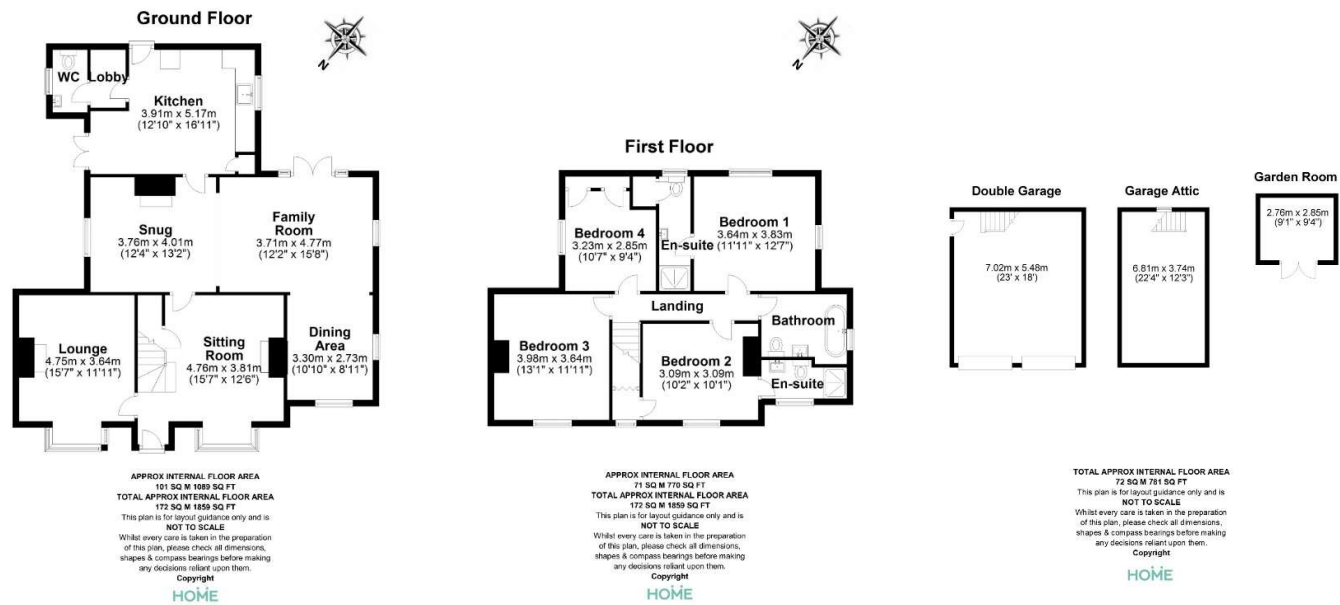 Ground Floor
N
WC
Lobby
Kitchen
3.91m x 5.17m
(12'10" x 16'11")
Snug
3.76m x 4.01m
(12'4" x 13'2")
Family
Room
3.71m x 4.77m
(12'2" x 15'8")
Lounge
4.75m x 3.64m
(15'7" x 11'11")
Sitting
Room
4.76m x 3.81m
(15'7" x 12'6")
Dining
Area
3.30m x 2.73m
(10'10" x 8'11")
APPROX INTERNAL FLOOR AREA
101 SQ M 1089 SQ FT
TOTAL APPROX INTERNAL FLOOR AREA
172 SQ M 1859 SQ FT
This plan is for layout guidance only and is
NOT TO SCALE
Whilst every care is taken in the preparation
of this plan, please check all dimensions,
shapes & compass bearings before making
any decisions reliant upon them.
Copyright
HOME
N
First Floor
Bedroom 4
3.23m x 2.85m
(10'7" x 9'4")
En-suite
Bedroom 1
3.64m x 3.83m
(11'11" x 12'7")
Landing
Bathroom
Bedroom 3
3.98m x 3.64m
(13'1" x 11'11")
Bedroom 2
3.09m x 3.09m
(10'2" x 10'1")
En-suite
APPROX INTERNAL FLOOR AREA
71 SQ M 770 SQ FT
TOTAL APPROX INTERNAL FLOOR AREA
172 SQ M 1859 SQ FT
This plan is for layout guidance only and is
NOT TO SCALE
Whilst every care is taken in the preparation
of this plan, please check all dimensions,
shapes & compass bearings before making
any decisions reliant upon them.
Copyright
HOME
Double Garage
7.02m x 5.48m
(23' x 18')
Garage Attic
6.81m x 3.74m
(22'4" x 12'3")
Garden Room
2.76m x 2.85m
(9'1" x 9'4")
TOTAL APPROX INTERNAL FLOOR AREA
72 SQ M 781 SQ FT
This plan is for layout guidance only and is
NOT TO SCALE
Whilst every care is taken in the preparation
of this plan, please check all dimensions,
shapes & compass bearings before making
any decisions reliant upon them.
Copyright
HOME